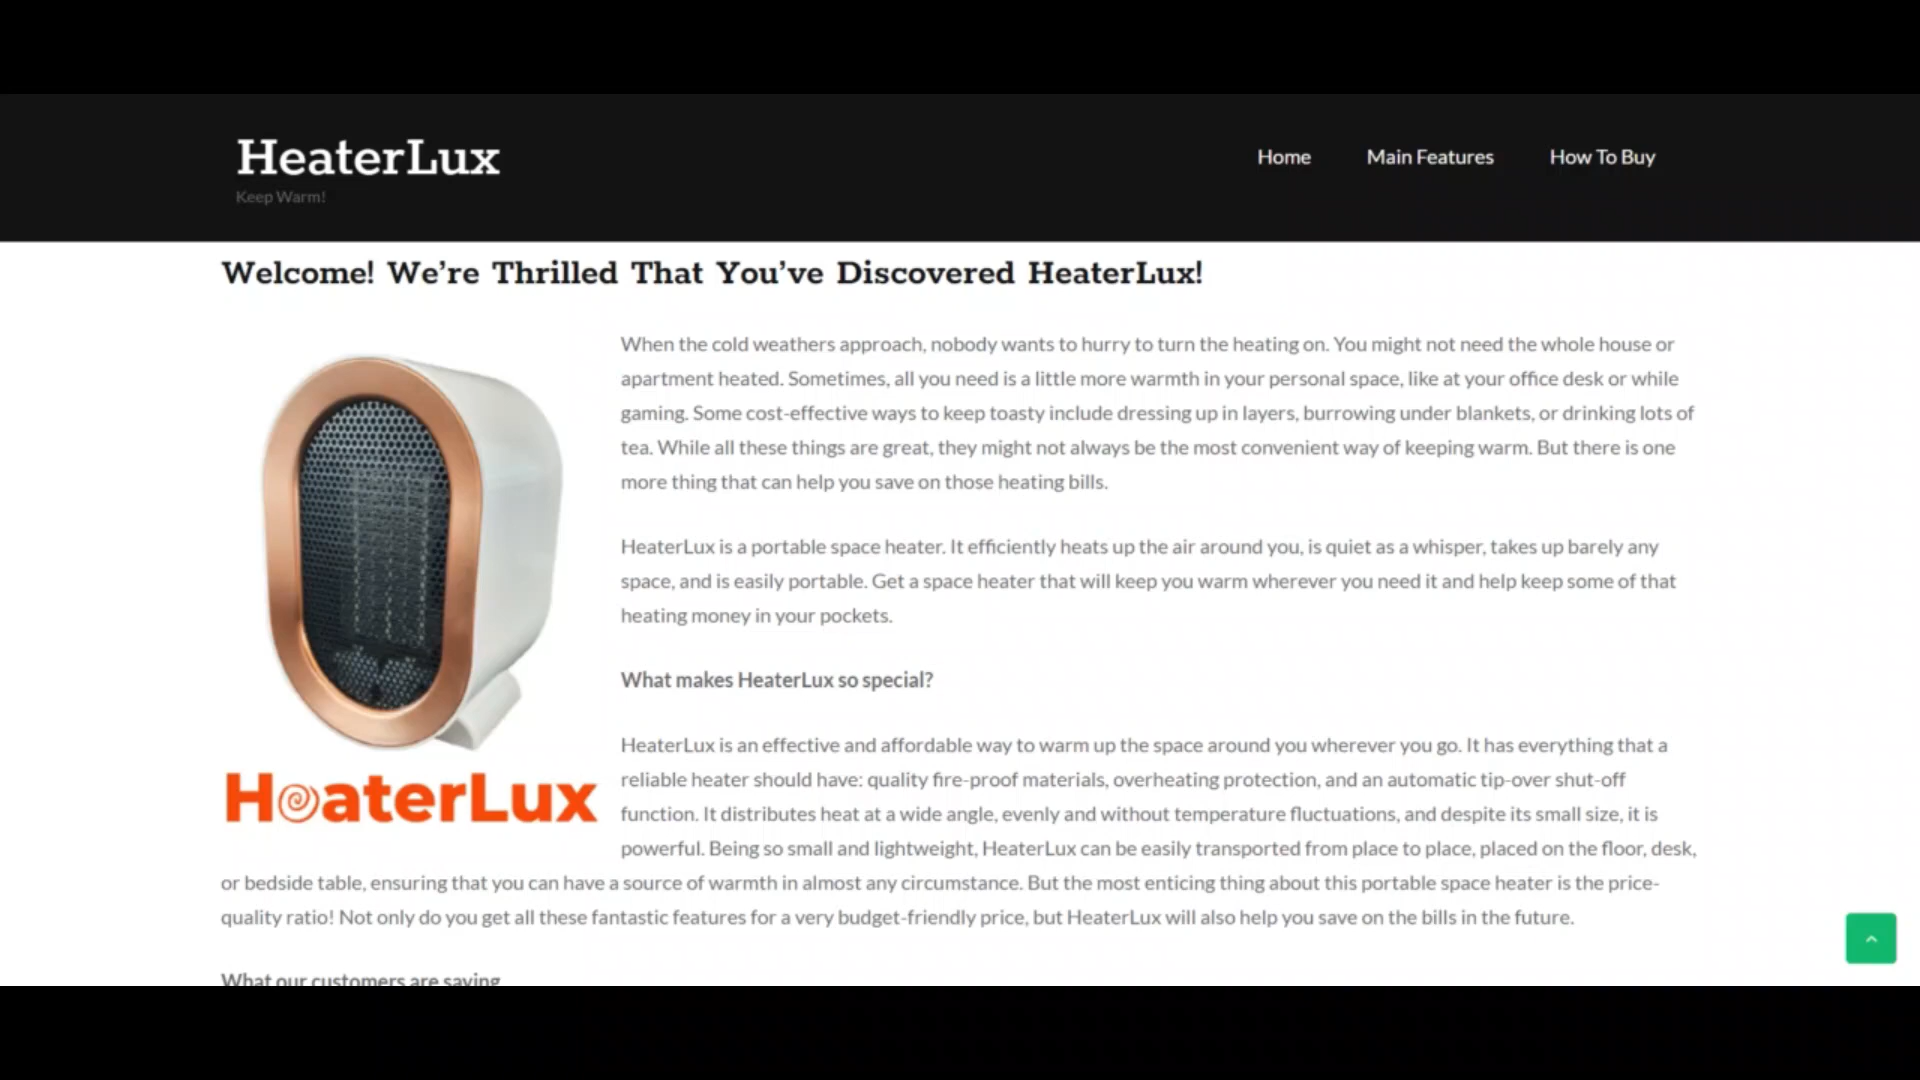 HeaterLux
Keep Warm!
Home
Main Features
How To Buy
Welcome! We're Thrilled That You've Discovered HeaterLux!
When the cold weathers approach, nobody wants to hurry to turn the heating on. You might not need the whole house or
apartment heated. Sometimes, all you need is a little more warmth in your personal space, like at your office desk or while
gaming. Some cost-effective ways to keep toasty include dressing up in layers, burrowing under blankets, or drinking lots of
tea. While all these things are great, they might not always be the most convenient way of keeping warm. But there is one
more thing that can help you save on those heating bills.
HeaterLux is a portable space heater. It efficiently heats up the air around you, is quiet as a whisper, takes up barely any
space, and is easily portable. Get a space heater that will keep you warm wherever you need it and help keep some of that
heating money in your pockets.
What makes HeaterLux so special?
HeaterLux is an effective and affordable way to warm up the space around you wherever you go. It has everything that a
reliable heater should have: quality fire-proof materials, overheating protection, and an automatic tip-over shut-off
function. It distributes heat at a wide angle, evenly and without temperature fluctuations, and despite its small size, it is
powerful. Being so small and lightweight, HeaterLux can be easily transported from place to place, placed on the floor, desk,
or bedside table, ensuring that you can have a source of warmth in almost any circumstance. But the most enticing thing about this portable space heater is the price-
quality ratio! Not only do you get all these fantastic features for a very budget-friendly price, but HeaterLux will also help you save on the bills in the future.
HeaterLux
What our customers are saying